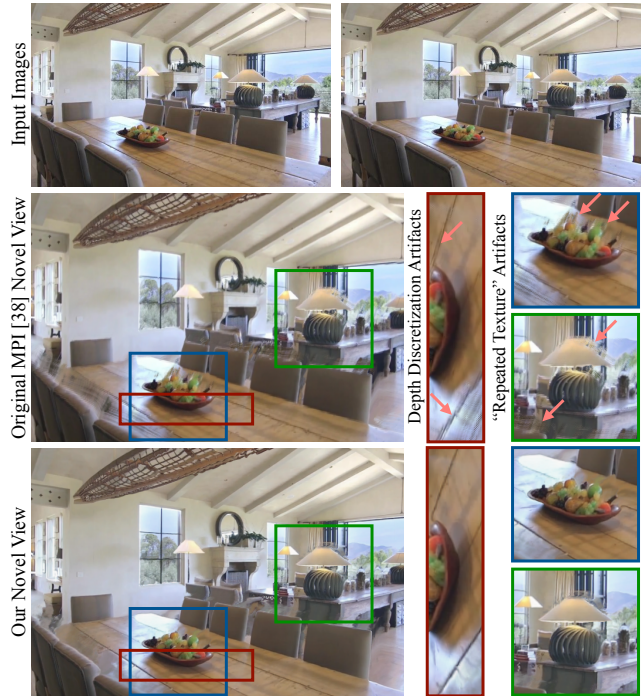 Input Images
Original MPI [38] Novel View
Depth Discretization Artifacts
“Repeated Texture” Artifacts
Our Novel View